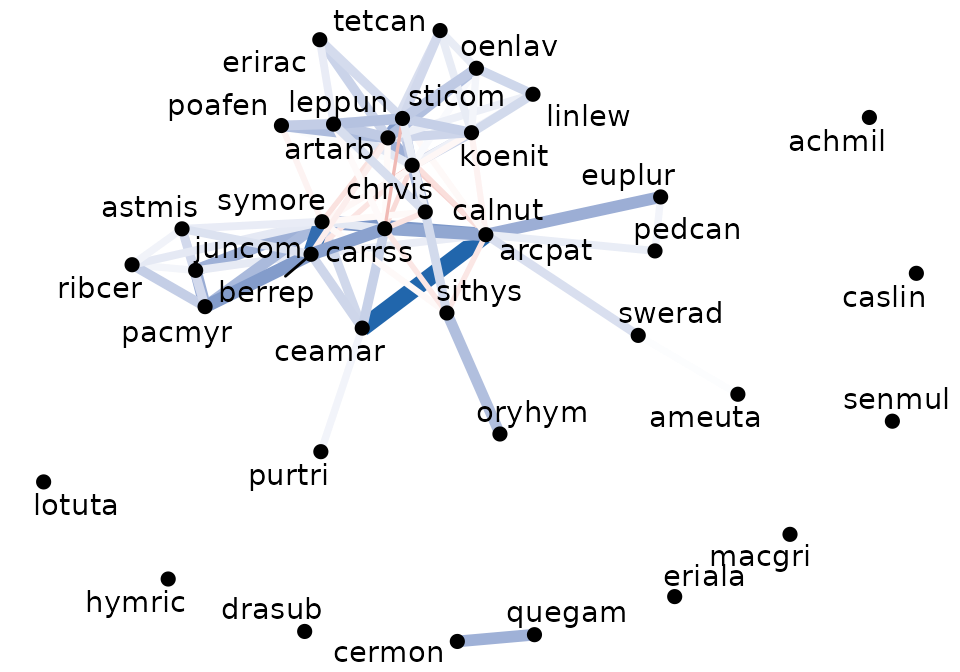 tetcan
oenlav
erirac
sticom
leppun
poafen
linlew
achmil
artarb
koenit
euplur
chrvis
symore
astmis
calnut
pedcan
juncom
carrss
arcpat
ribcer
berrep
sithys
caslin
swerad
pacmyr
ceamar
senmul
oryhym
ameuta
purtri
lotuta
macgri
eriala
hymric
drasub
quegam
cermon